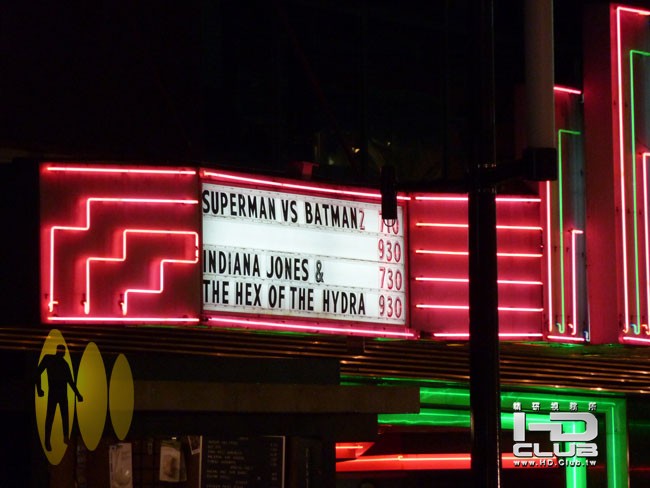 SUPERMAN VS BATMAN2 710
930
INDIANA JONES & 730
THE HEX OF THE HYDRA 930
HD
CLUB
www.HD.Club.tw